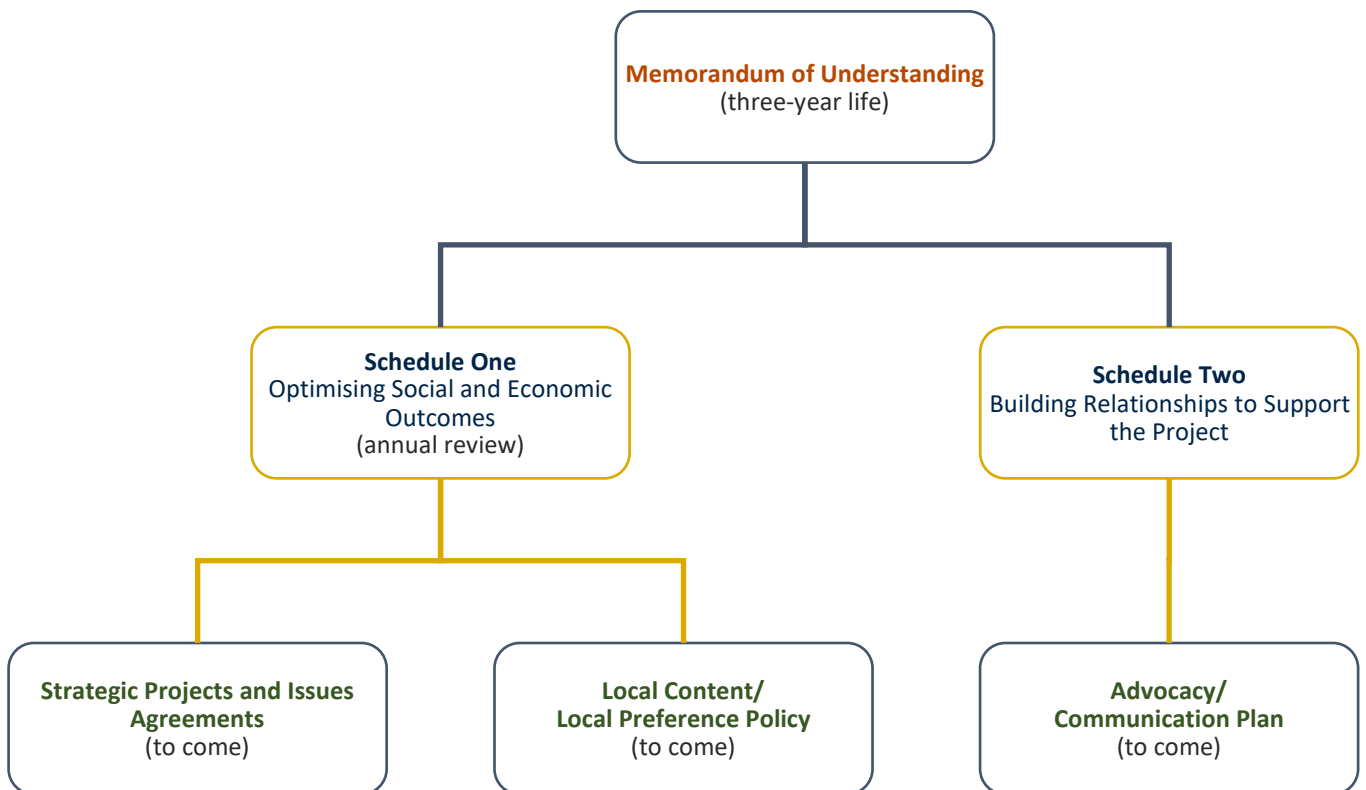 Memorandum of Understanding
(three-year life)
Schedule One
Optimising Social and Economic
Outcomes
(annual review)
Schedule Two
Building Relationships to Support
the Project
Strategic Projects and Issues
Agreements
(to come)
Local Content/
Local Preference Policy
(to come)
Advocacy/
Communication Plan
(to come)